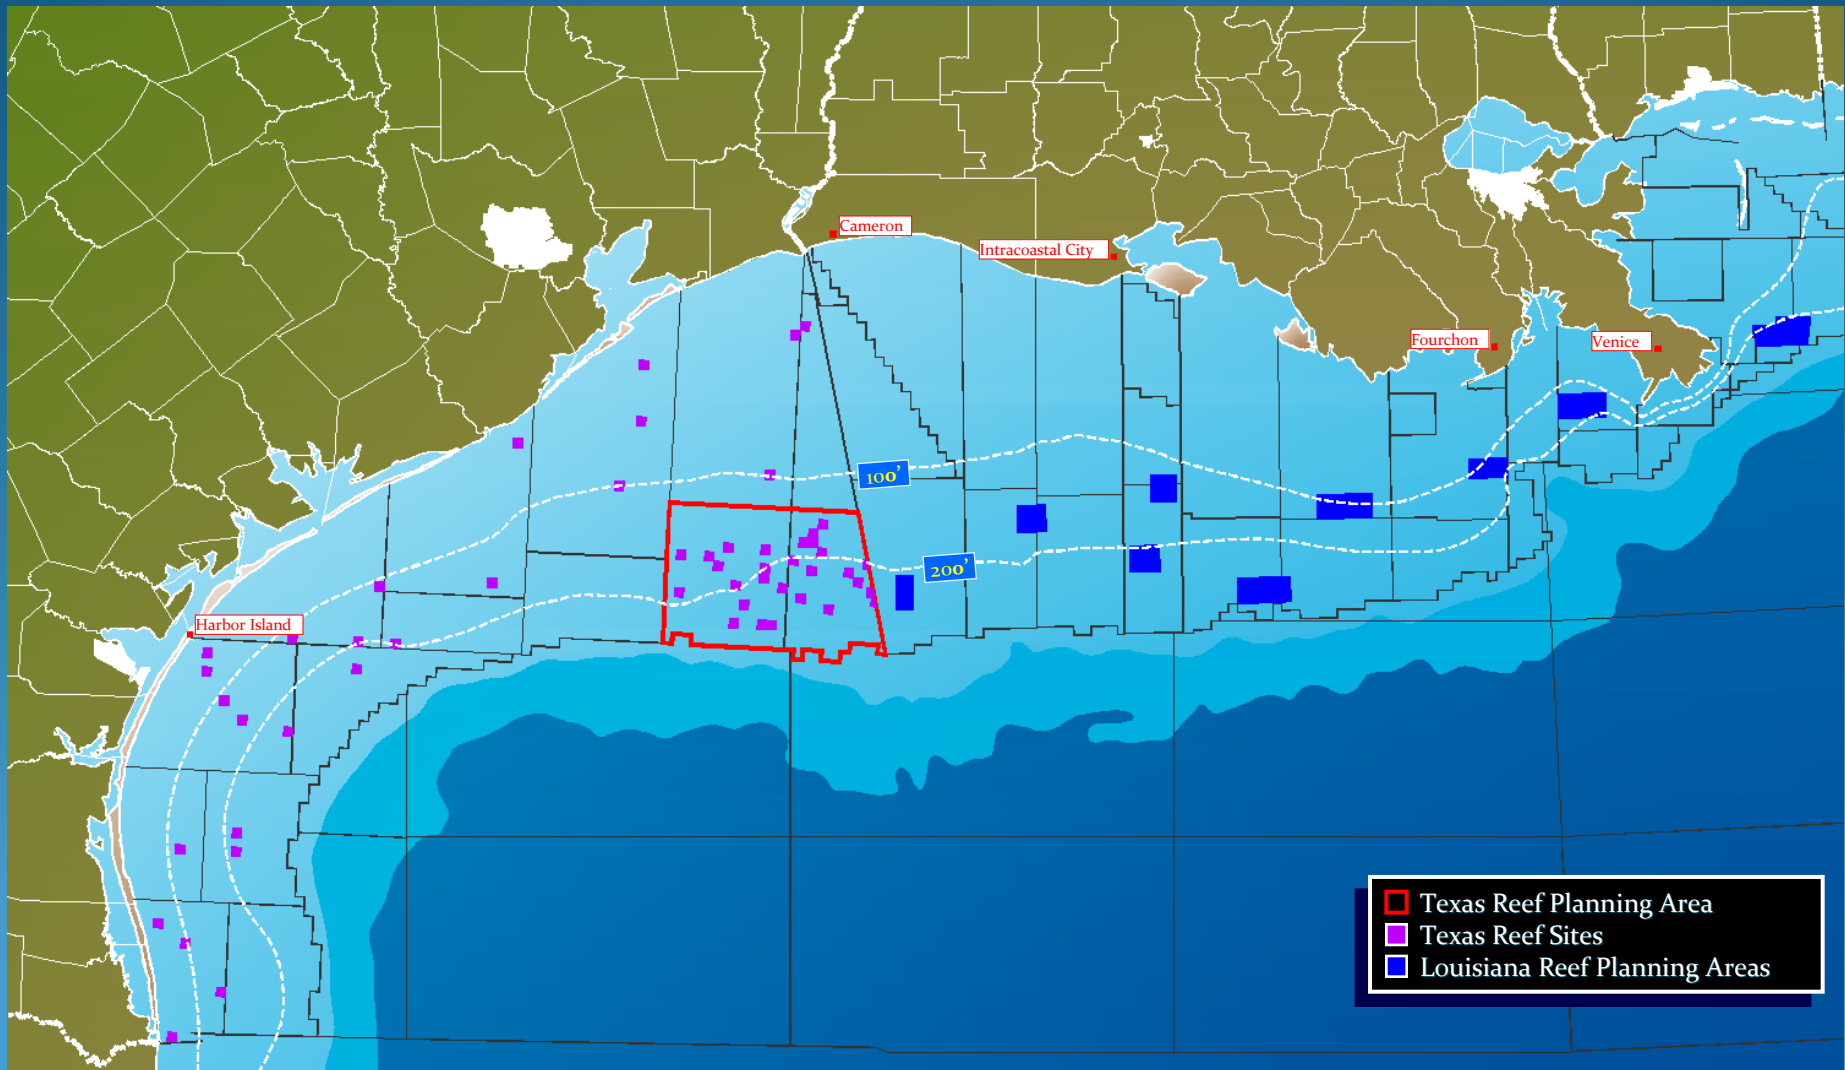 Cameron
Intracoastal City
Fourchon
Venice
100'
200'
Harbor Island
Texas Reef Planning Area
Texas Reef Sites
Louisiana Reef Planning Areas